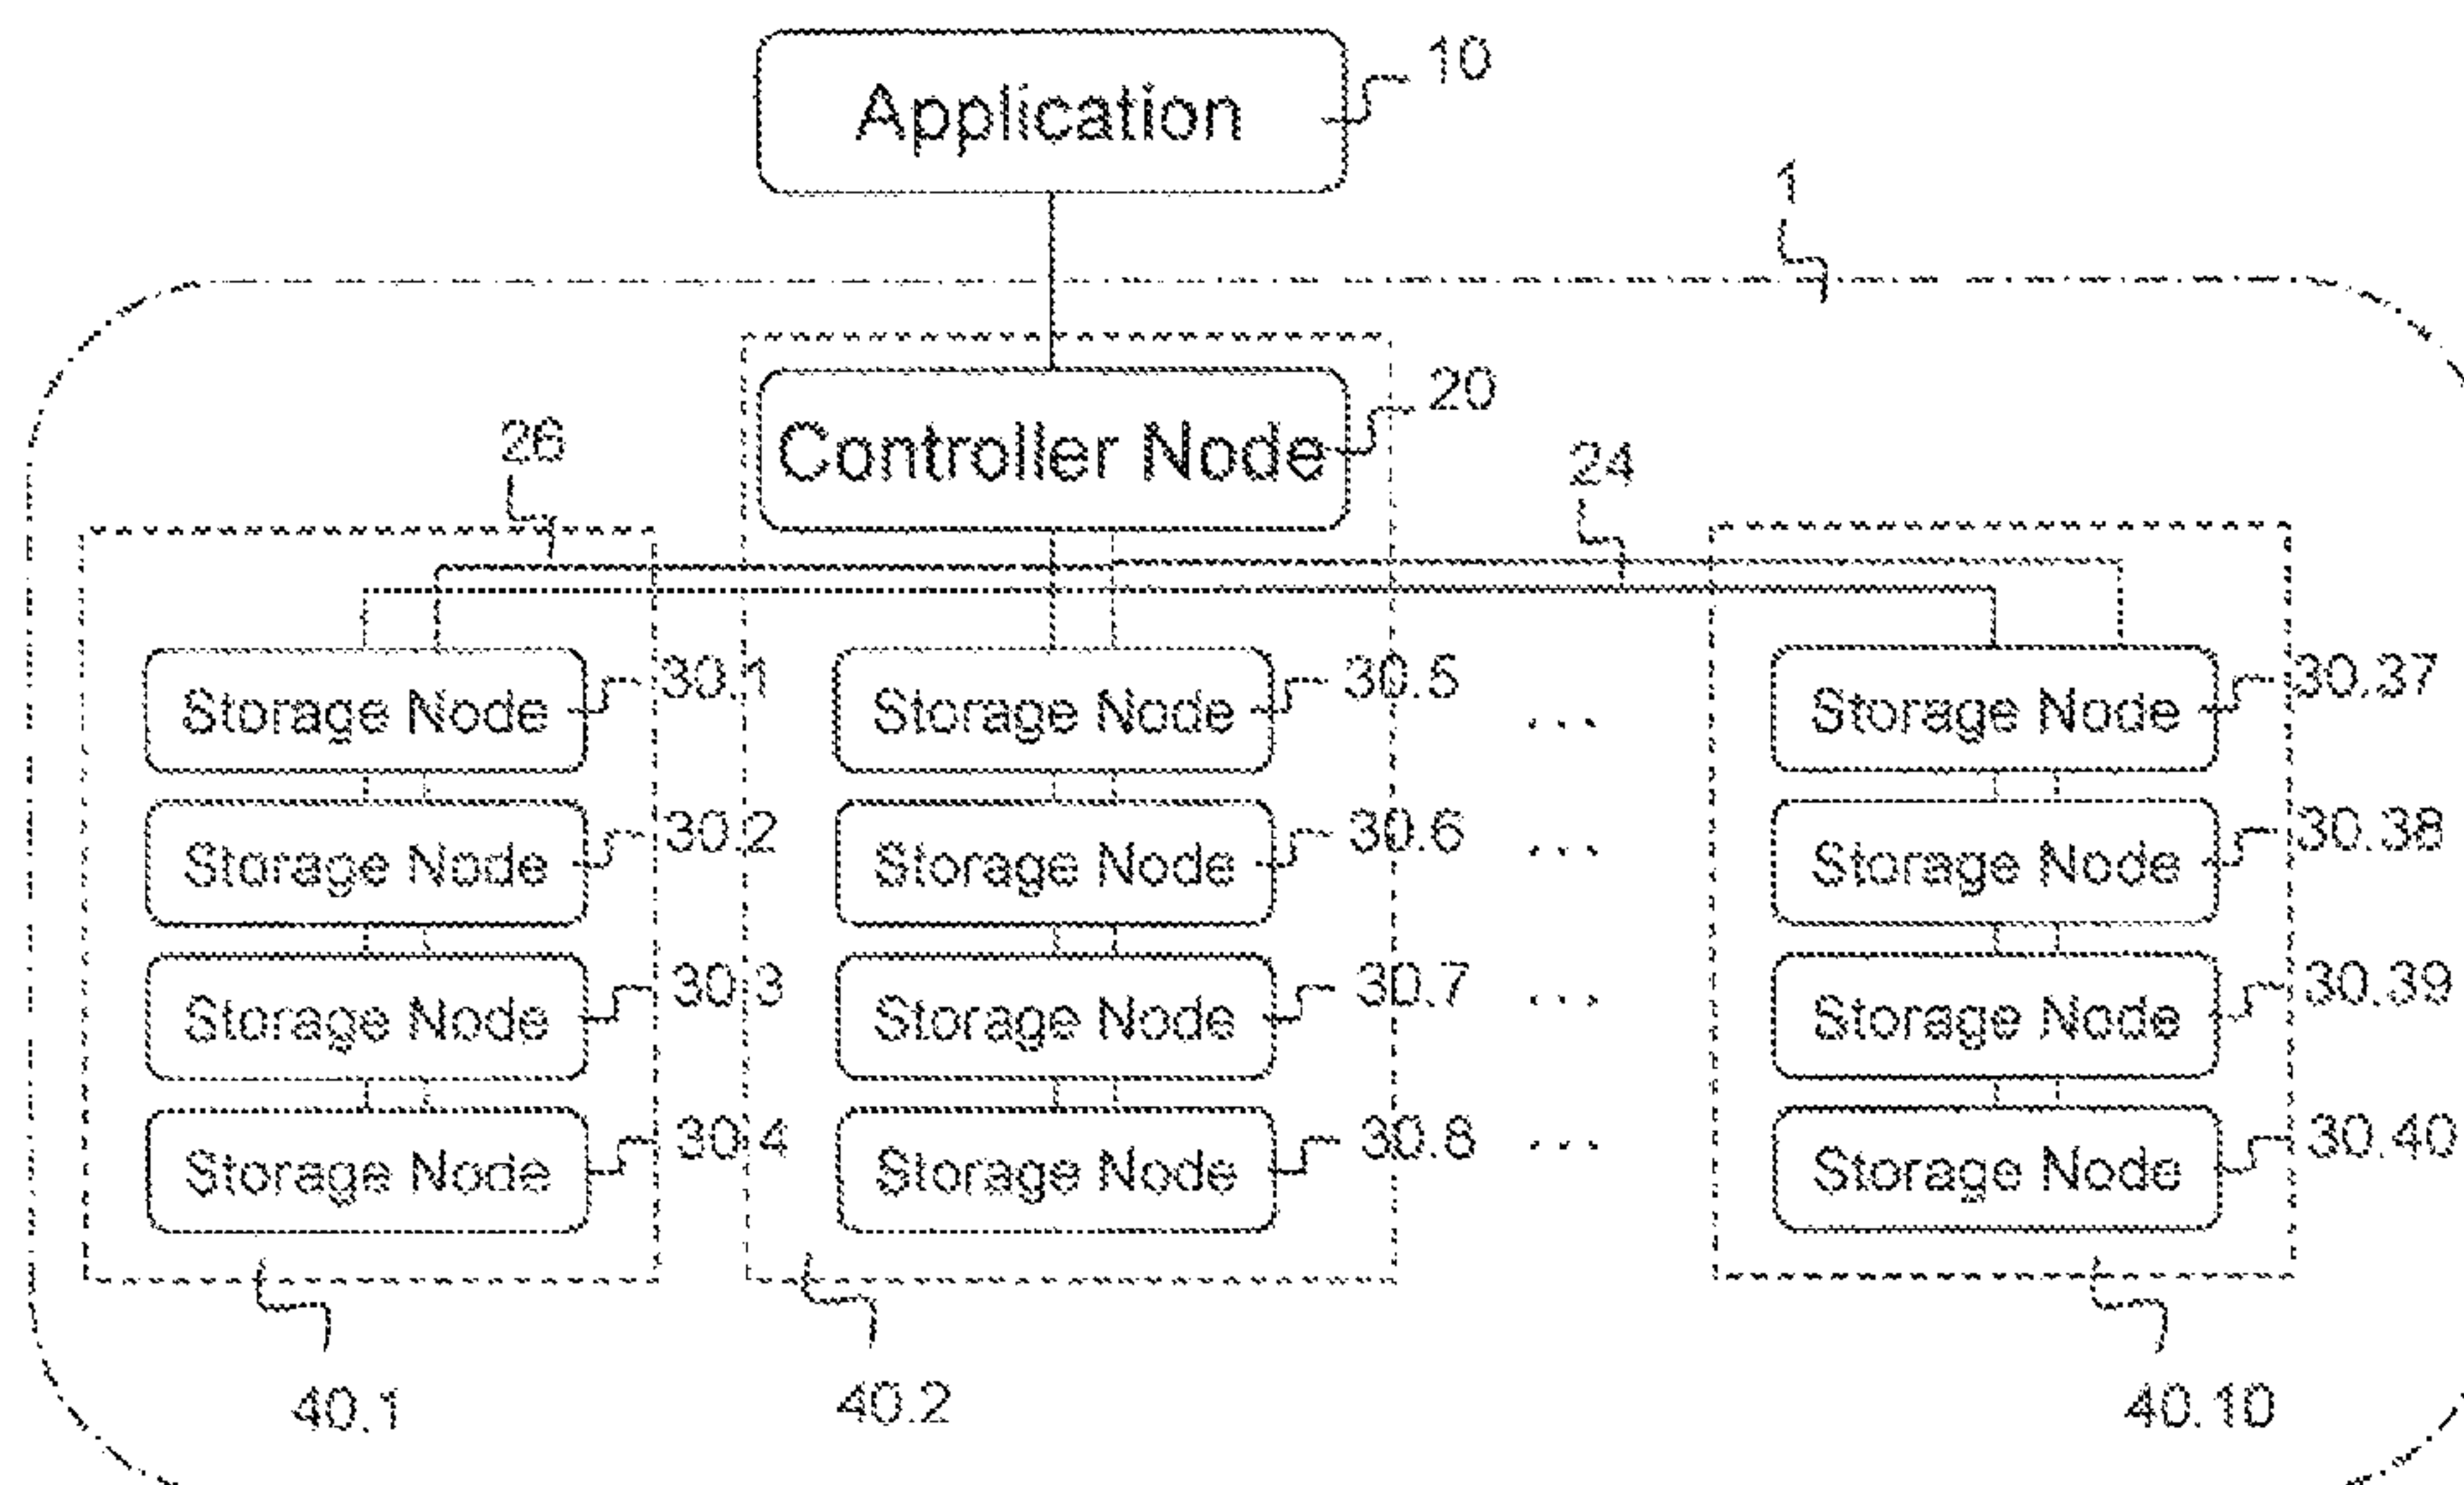 Application
10
1
Controller Node
20
26
24
Storage Node 30.1 Storage Node 30.5 ... Storage Node 30.37
Storage Node 30.2 Storage Node 30.6 ... Storage Node 30.38
Storage Node 30.3 Storage Node 30.7 ... Storage Node 30.39
Storage Node 30.4 Storage Node 30.8 ... Storage Node 30.40
40.1 40.2 40.10